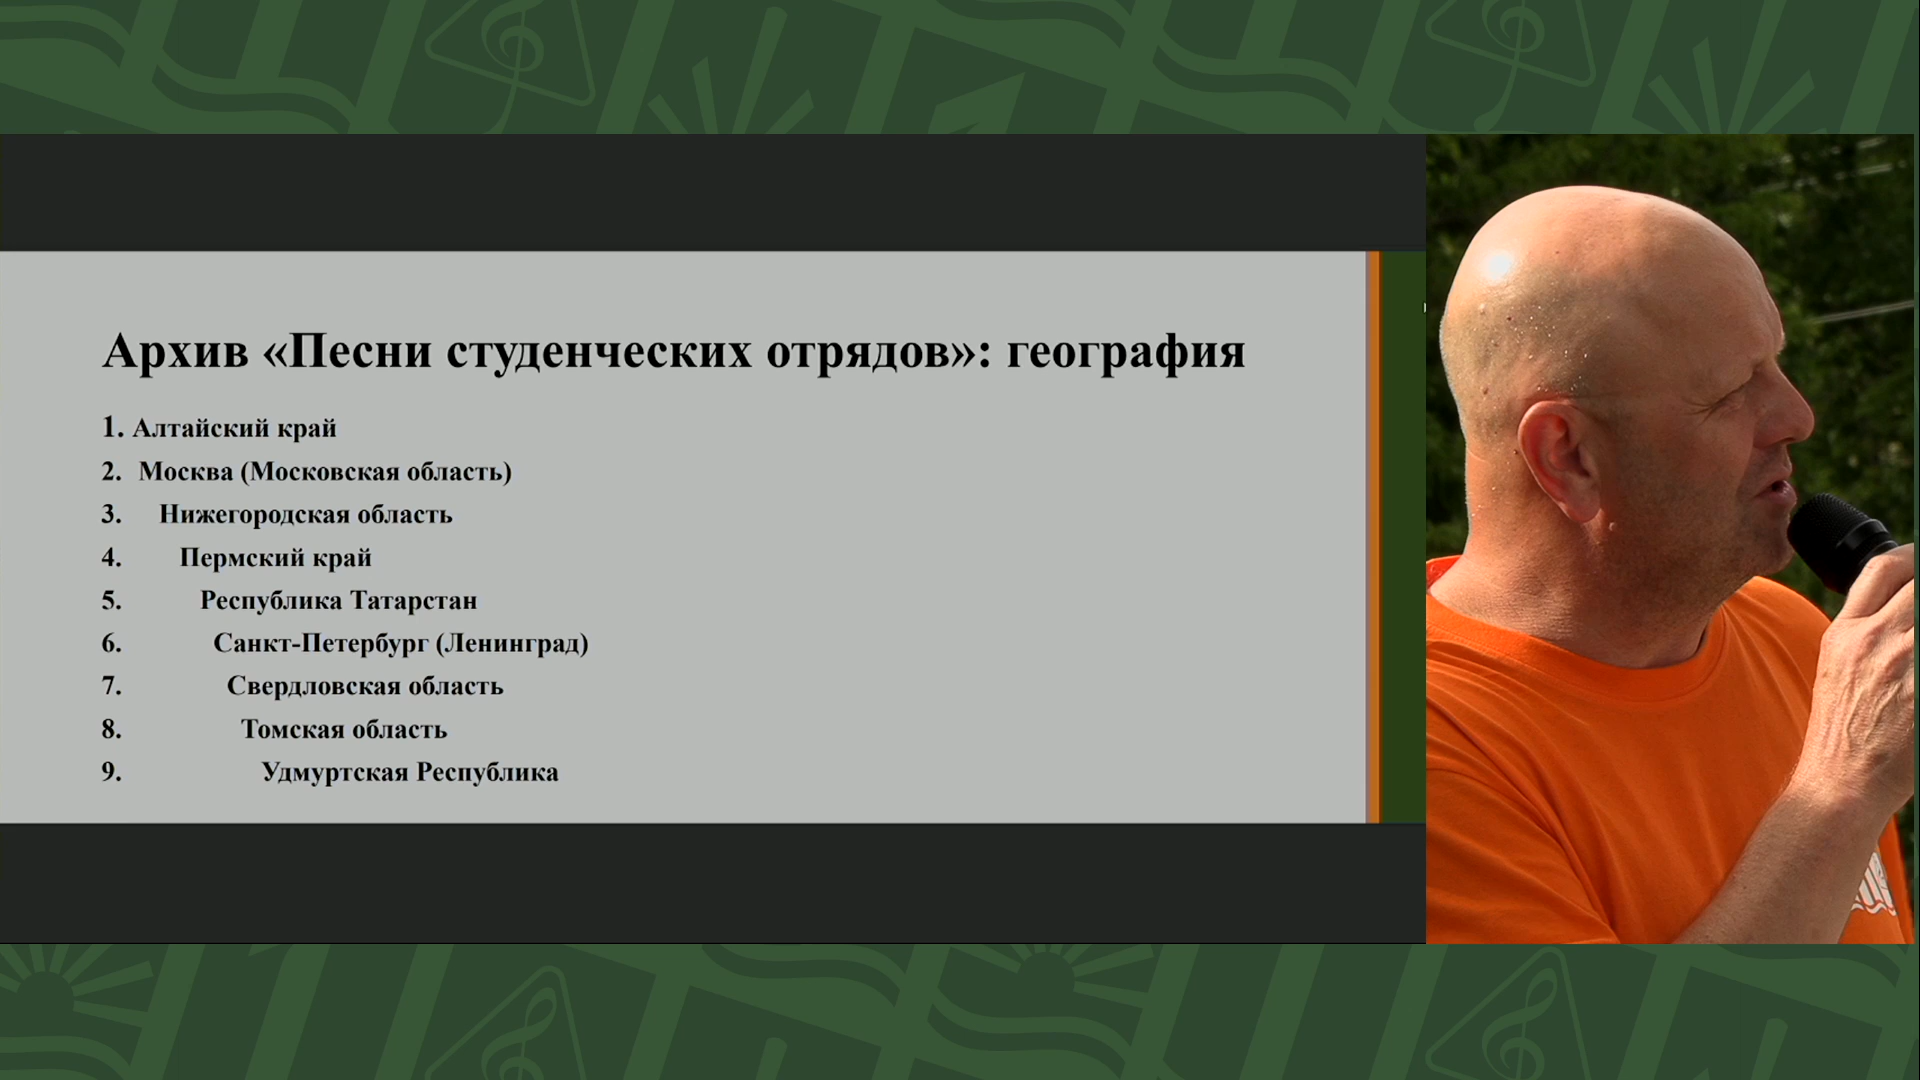 Архив «Песни студенческих отрядов»: география
1. Алтайский край
2. Москва (Московская область)
3. Нижегородская область
4. Пермский край
5. Республика Татарстан
6. Санкт-Петербург (Ленинград)
7. Свердловская область
8. Томская область
9. Удмуртская Республика